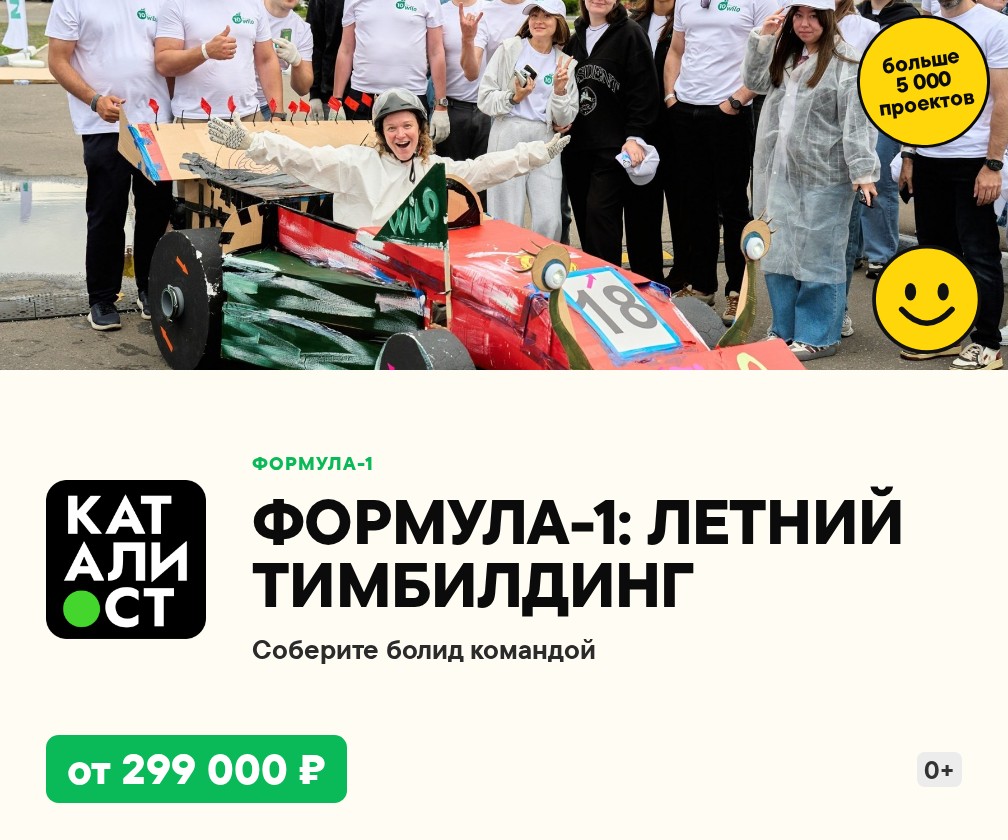 больше
5 000
проектов
wilo
18
ФОРМУЛА-1
КАТ
АЛИ
СТ
ФОРМУЛА-1: ЛЕТНИЙ
ТИМБИЛДИНГ
Соберите болид командой
от 299 000 ₽
0+